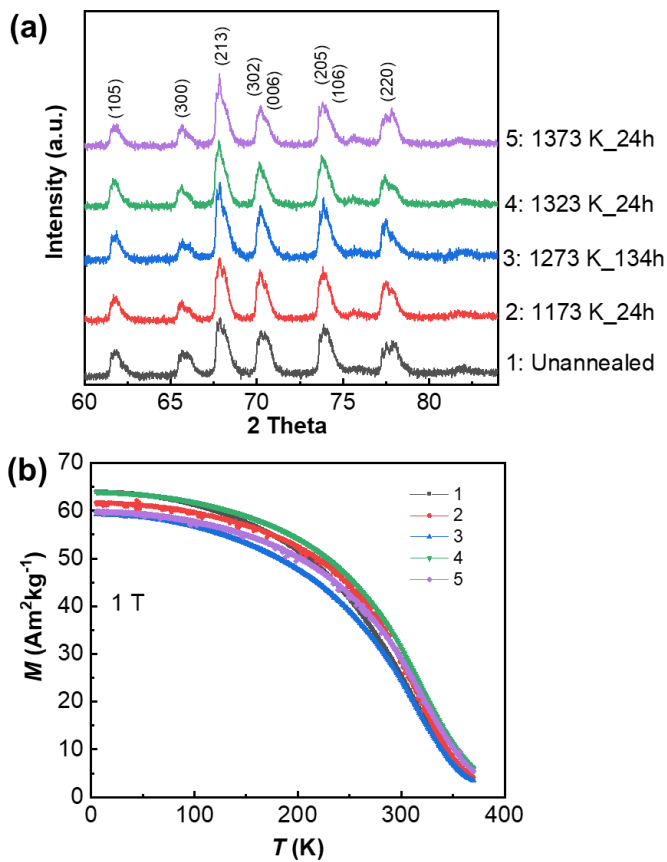 (a)
Intensity (a.u.)
(105)
(300)
(213)
(302)
(006)
(205)
(106)
(220)
5: 1373 K_24h
4: 1323 K_24h
3: 1273 K_134h
2: 1173 K_24h
1: Unannealed
60 65 70 75 80
2 Theta
(b)
M (Am²kg⁻¹)
70
60
50
40
30
20
10
0
1
2
3
4
5
1 T
0 100 200 300 400
T (K)